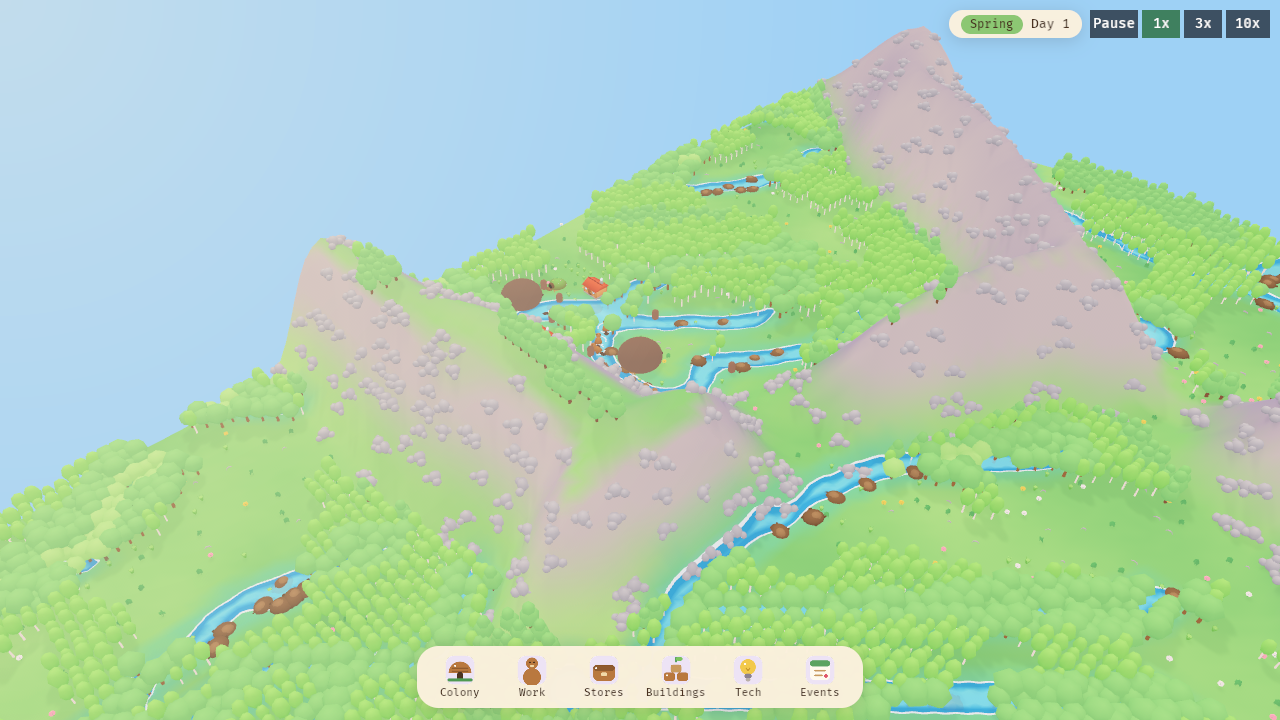 Spring Day 1 Pause 1x 3x 10x
Colony Work Stores Buildings Tech Events